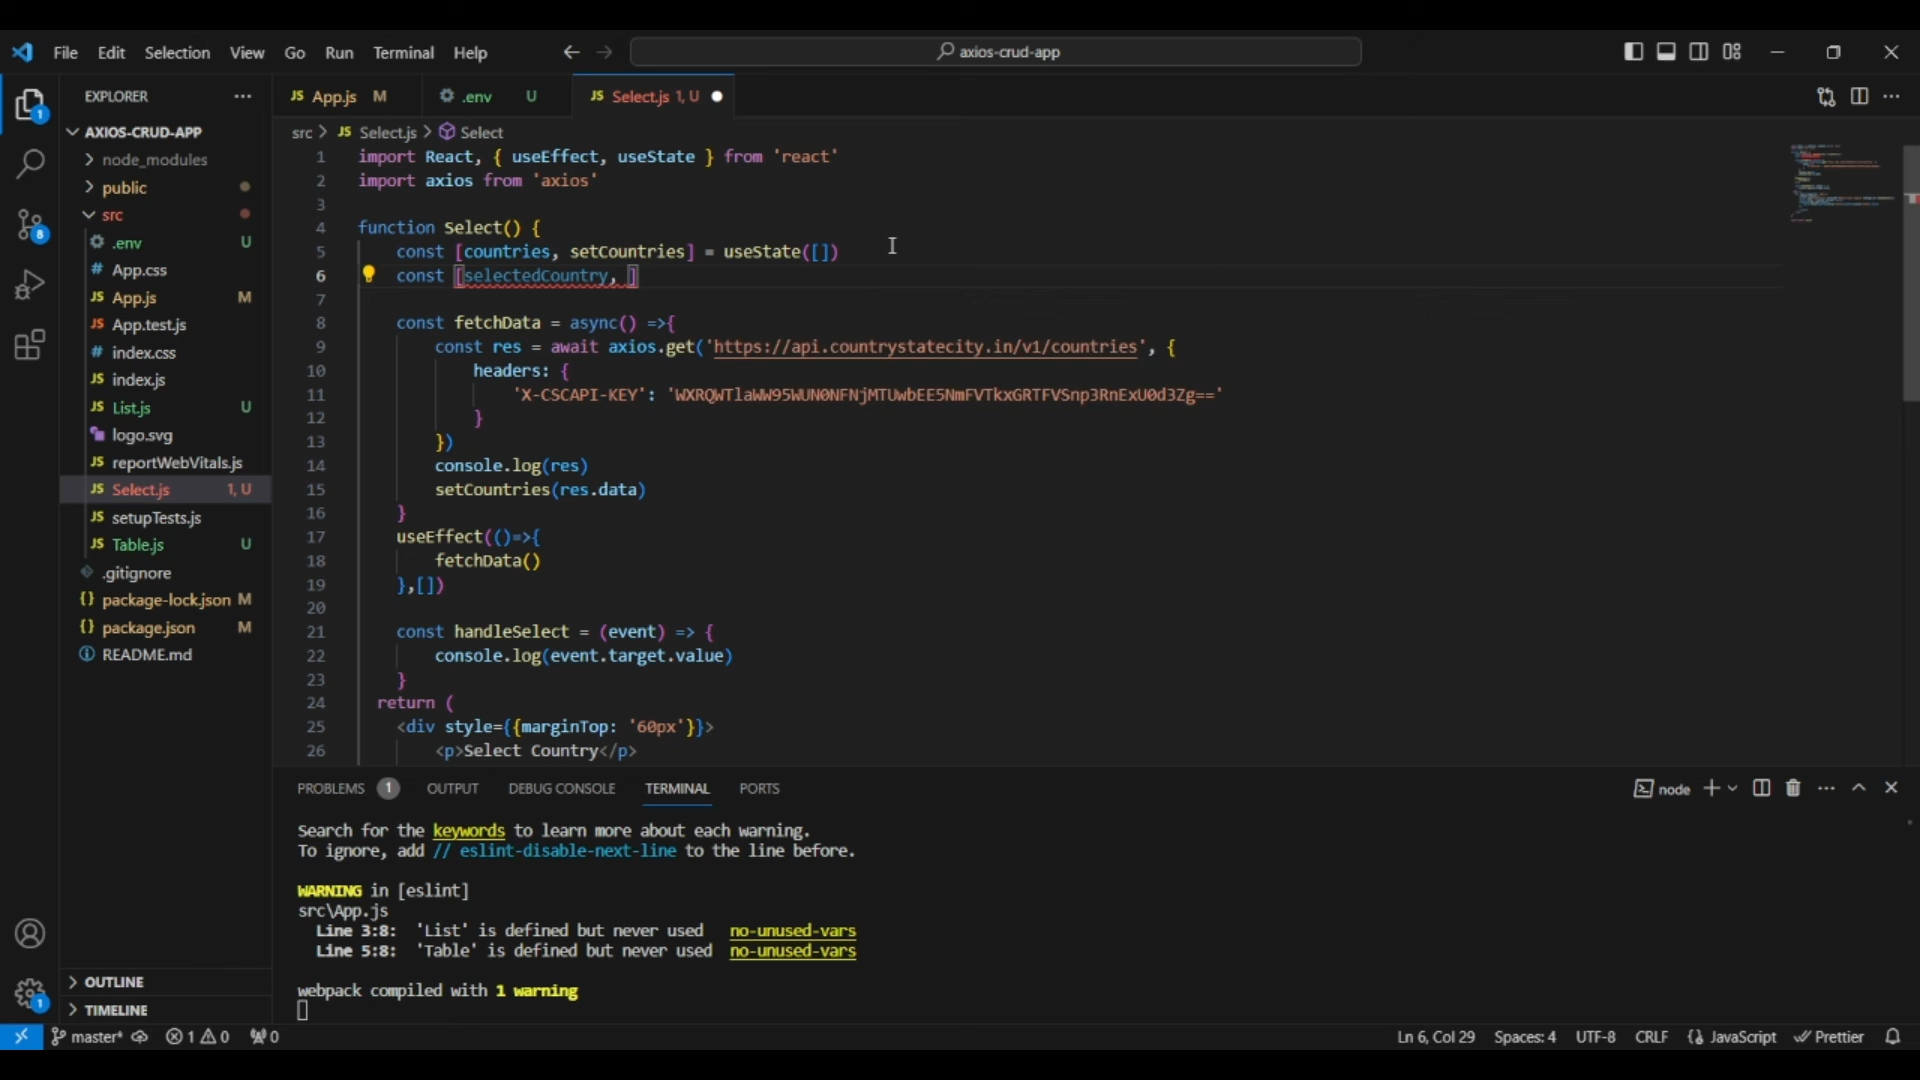 File Edit Selection View Go Run Terminal Help
axios-crud-app
EXPLORER
AXIOS-CRUD-APP
node_modules
public
src
.env U
App.css
App.js M
App.test.js
index.css
index.js
List.js U
logo.svg
reportWebVitals.js
Select.js 1, U
setupTests.js
Table.js U
.gitignore
package-lock.json M
package.json M
README.md
OUTLINE
TIMELINE
App.js M
.env U
Select.js 1, U
src > Select.js > Select
1 import React, { useEffect, useState } from 'react'
2 import axios from 'axios'
3
4 function Select() {
5 const [countries, setCountries] = useState([])
6 const [selectedCountry, ]
7
8 const fetchData = async() =>{
9 const res = await axios.get('https://api.countrystatecity.in/v1/countries', {
10 headers: {
11 'X-CSCAPI-KEY': 'WXRQWTlaWW95WUN0NFNjMTUwbEE5NmFVTkxGRTFVSnp3RnExU0d3Zg=='
12 }
13 })
14 console.log(res)
15 setCountries(res.data)
16 }
17 useEffect(()=>{
18 fetchData()
19 },[])
20
21 const handleSelect = (event) => {
22 console.log(event.target.value)
23 }
24 return (
25 <div style={{marginTop: '60px'}}>
26 <p>Select Country</p>
PROBLEMS 1 OUTPUT DEBUG CONSOLE TERMINAL PORTS
node
Search for the keywords to learn more about each warning.
To ignore, add // eslint-disable-next-line to the line before.
WARNING in [eslint]
src\App.js
Line 3:8: 'List' is defined but never used no-unused-vars
Line 5:8: 'Table' is defined but never used no-unused-vars
webpack compiled with 1 warning
master* 1 0 0
Ln 6, Col 29 Spaces: 4 UTF-8 CRLF JavaScript Prettier